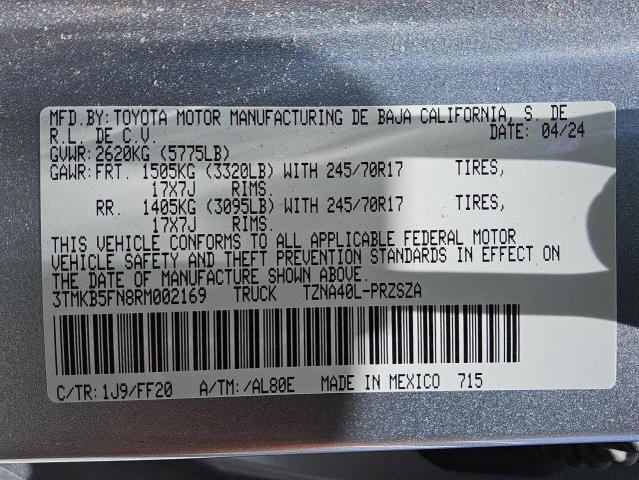 MFD.BY: TOYOTA MOTOR MANUFACTURING DE BAJA CALIFORNIA, S. DE
R.L. DE C.V. DATE: 04/24
GVWR: 2620KG (5775LB)
GAWR: FRT. 1505KG (3320LB) WITH 245/70R17 TIRES,
17X7J RIMS.
RR. 1405KG (3095LB) WITH 245/70R17 TIRES,
17X7J RIMS.
THIS VEHICLE CONFORMS TO ALL APPLICABLE FEDERAL MOTOR
VEHICLE SAFETY AND THEFT PREVENTION STANDARDS IN EFFECT ON
THE DATE OF MANUFACTURE SHOWN ABOVE.
3TMKB5FN8RM002169 TRUCK TZNA40L-PRZSZA
C/TR: 1J9/FF20 A/TM: /AL80E MADE IN MEXICO 715